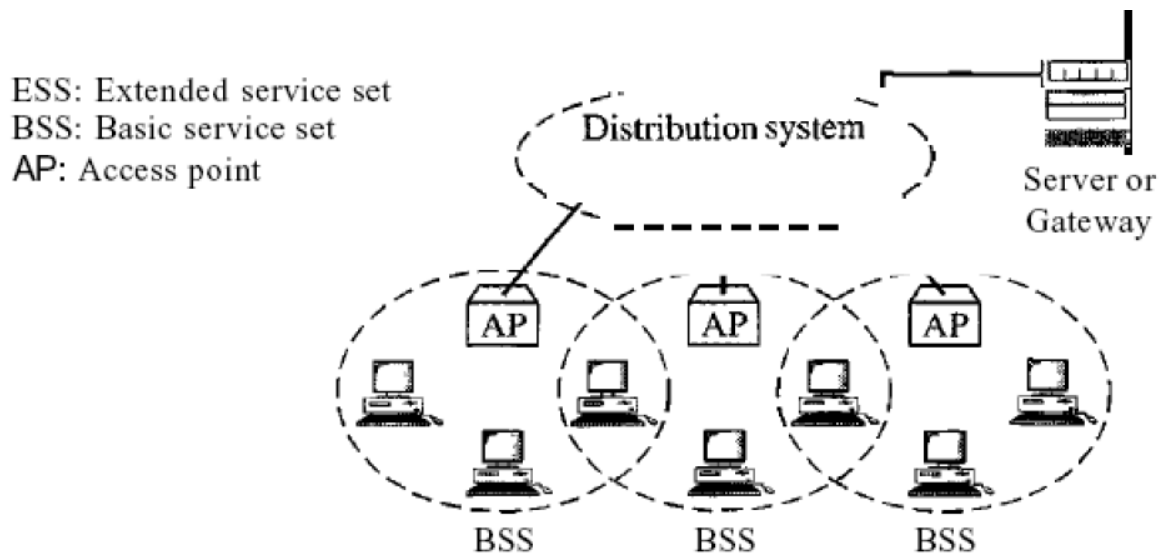 ESS: Extended service set
BSS: Basic service set
AP: Access point
Distribution system
Server or
Gateway
AP
AP
AP
BSS
BSS
BSS